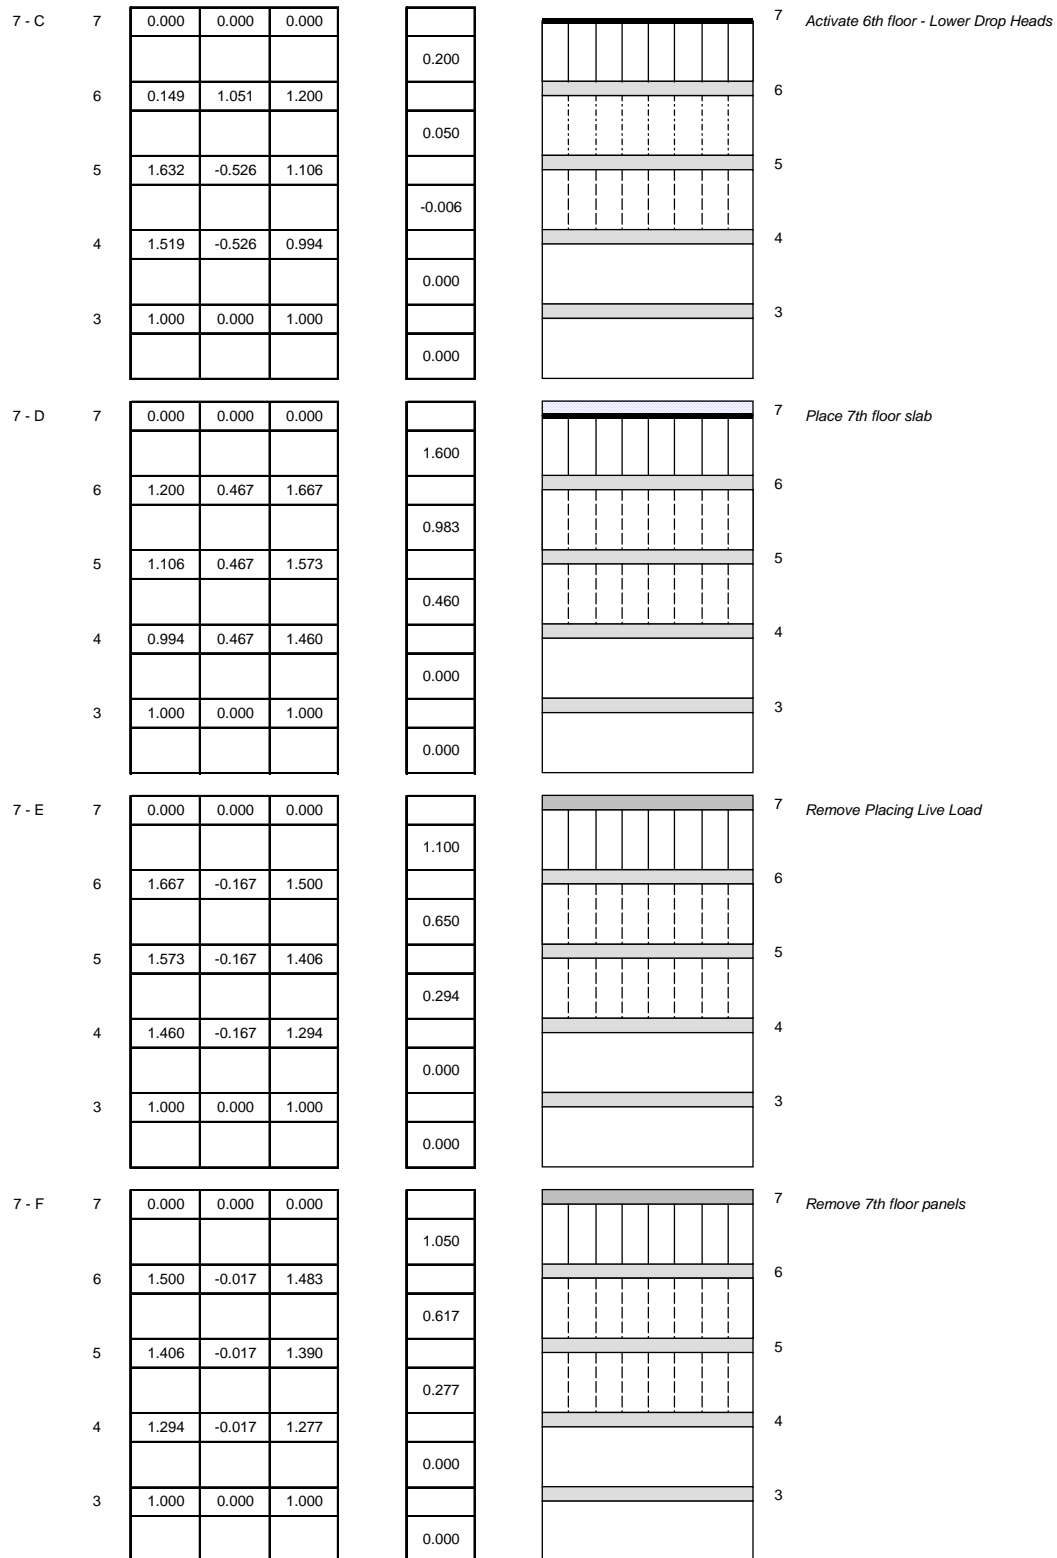 7 - C 7 0.000 0.000 0.000 7 Activate 6th floor - Lower Drop Heads
0.200
6 0.149 1.051 1.200 6
0.050
5 1.632 -0.526 1.106 5
-0.006
4 1.519 -0.526 0.994 4
0.000
3 1.000 0.000 1.000 3
0.000
7 - D 7 0.000 0.000 0.000 7 Place 7th floor slab
1.600
6 1.200 0.467 1.667 6
0.983
5 1.106 0.467 1.573 5
0.460
4 0.994 0.467 1.460 4
0.000
3 1.000 0.000 1.000 3
0.000
7 - E 7 0.000 0.000 0.000 7 Remove Placing Live Load
1.100
6 1.667 -0.167 1.500 6
0.650
5 1.573 -0.167 1.406 5
0.294
4 1.460 -0.167 1.294 4
0.000
3 1.000 0.000 1.000 3
0.000
7 - F 7 0.000 0.000 0.000 7 Remove 7th floor panels
1.050
6 1.500 -0.017 1.483 6
0.617
5 1.406 -0.017 1.390 5
0.277
4 1.294 -0.017 1.277 4
0.000
3 1.000 0.000 1.000 3
0.000